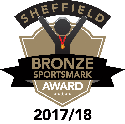 SHEFFIELD
BRONZE
SPORTSMARK
AWARD
2017/18